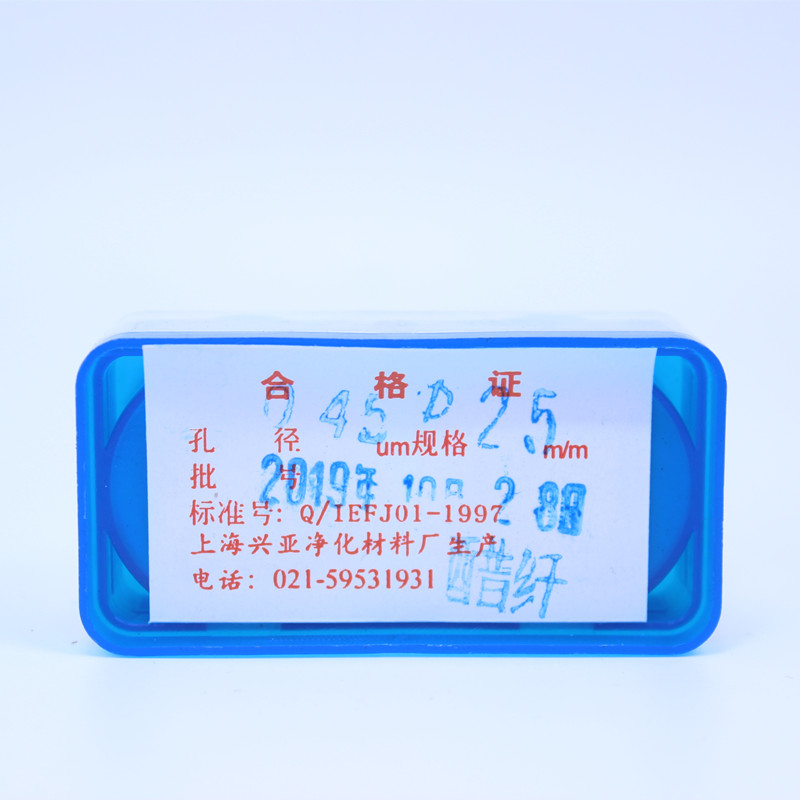 合格证
孔径 0.45 um规格 D25 m/m
批号 2019年10月2
标准号: Q/IEFJ01-1997
上海兴亚净化材料厂生产
电话: 021-59531931
醋纤